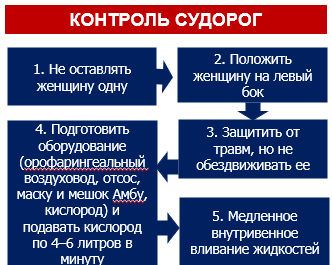 КОНТРОЛЬ СУДОРОГ
1. Не оставлять
женщину одну
2. Положить
женщину на левый
бок
3. Защитить от
травм, но не
обездвиживать ее
4. Подготовить
оборудование
(орофарингеальный
воздуховод, отсос,
маску и мешок Амбу,
кислород) и
подавать кислород
по 4–6 литров в
минуту
5. Медленное
внутривенное
вливание жидкостей